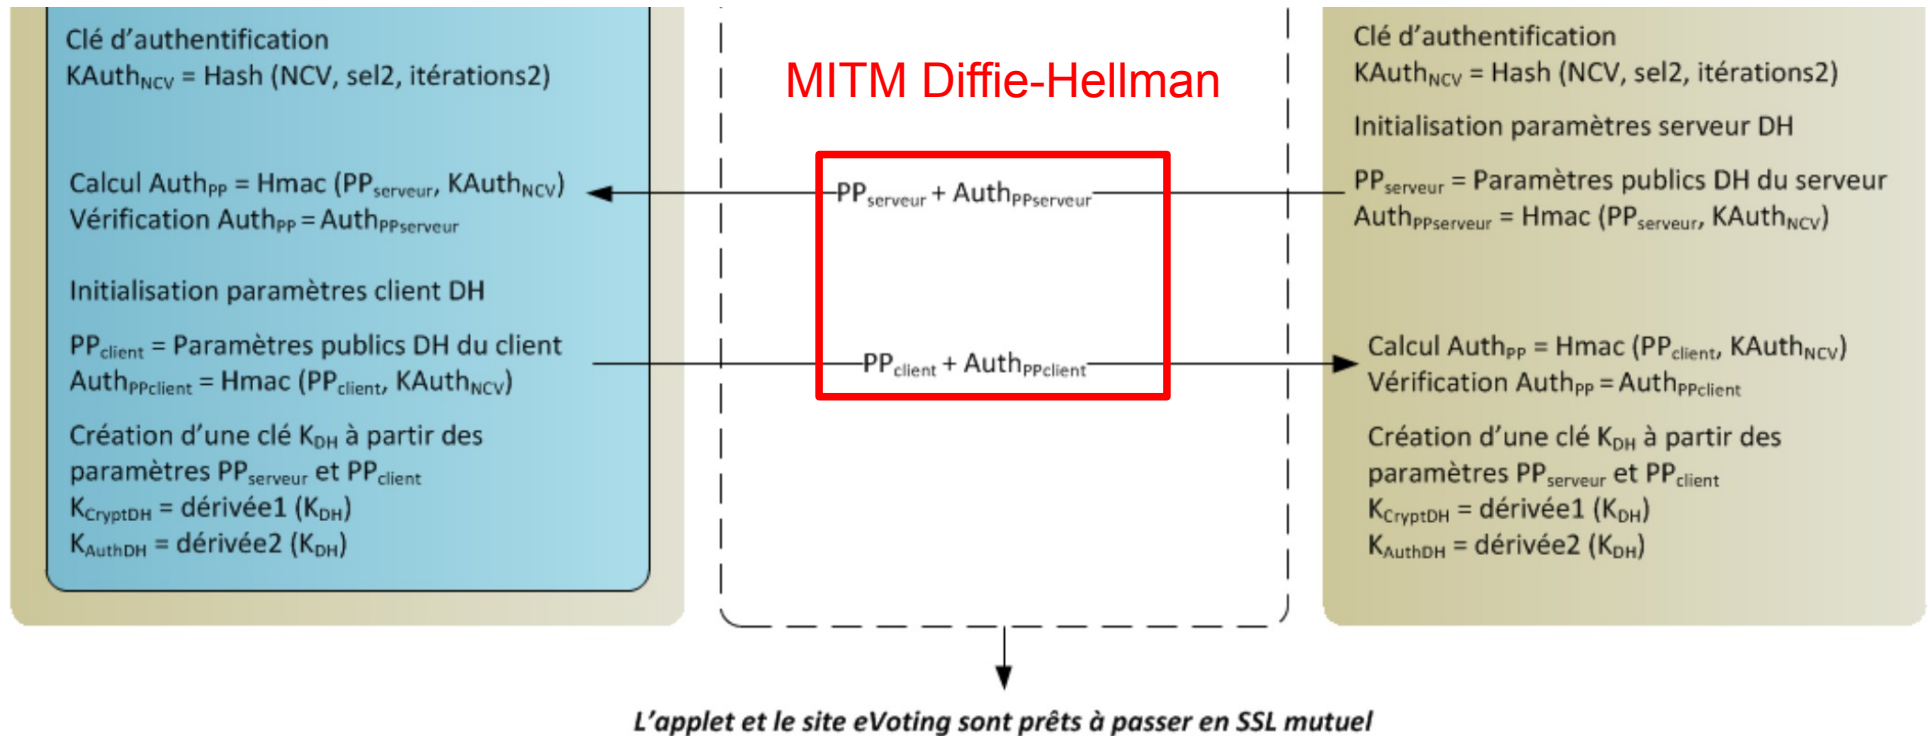 Clé d'authentification
KAuthNCV = Hash (NCV, sel2, itérations2)
Calcul AuthPP = Hmac (PPserveur, KAuthNCV)
Vérification AuthPP = AuthPPserveur
Initialisation paramètres client DH
PPclient = Paramètres publics DH du client
AuthPPclient = Hmac (PPclient, KAuthNCV)
Création d'une clé KDH à partir des
paramètres PPserveur et PPclient
KCryptDH = dérivée1 (KDH)
KAuthDH = dérivée2 (KDH)
MITM Diffie-Hellman
PPserveur + AuthPPserveur
PPclient + AuthPPclient
Clé d'authentification
KAuthNCV = Hash (NCV, sel2, itérations2)
Initialisation paramètres serveur DH
PPserveur = Paramètres publics DH du serveur
AuthPPserveur = Hmac (PPserveur, KAuthNCV)
Calcul AuthPP = Hmac (PPclient, KAuthNCV)
Vérification AuthPP = AuthPPclient
Création d'une clé KDH à partir des
paramètres PPserveur et PPclient
KCryptDH = dérivée1 (KDH)
KAuthDH = dérivée2 (KDH)
L'applet et le site eVoting sont prêts à passer en SSL mutuel